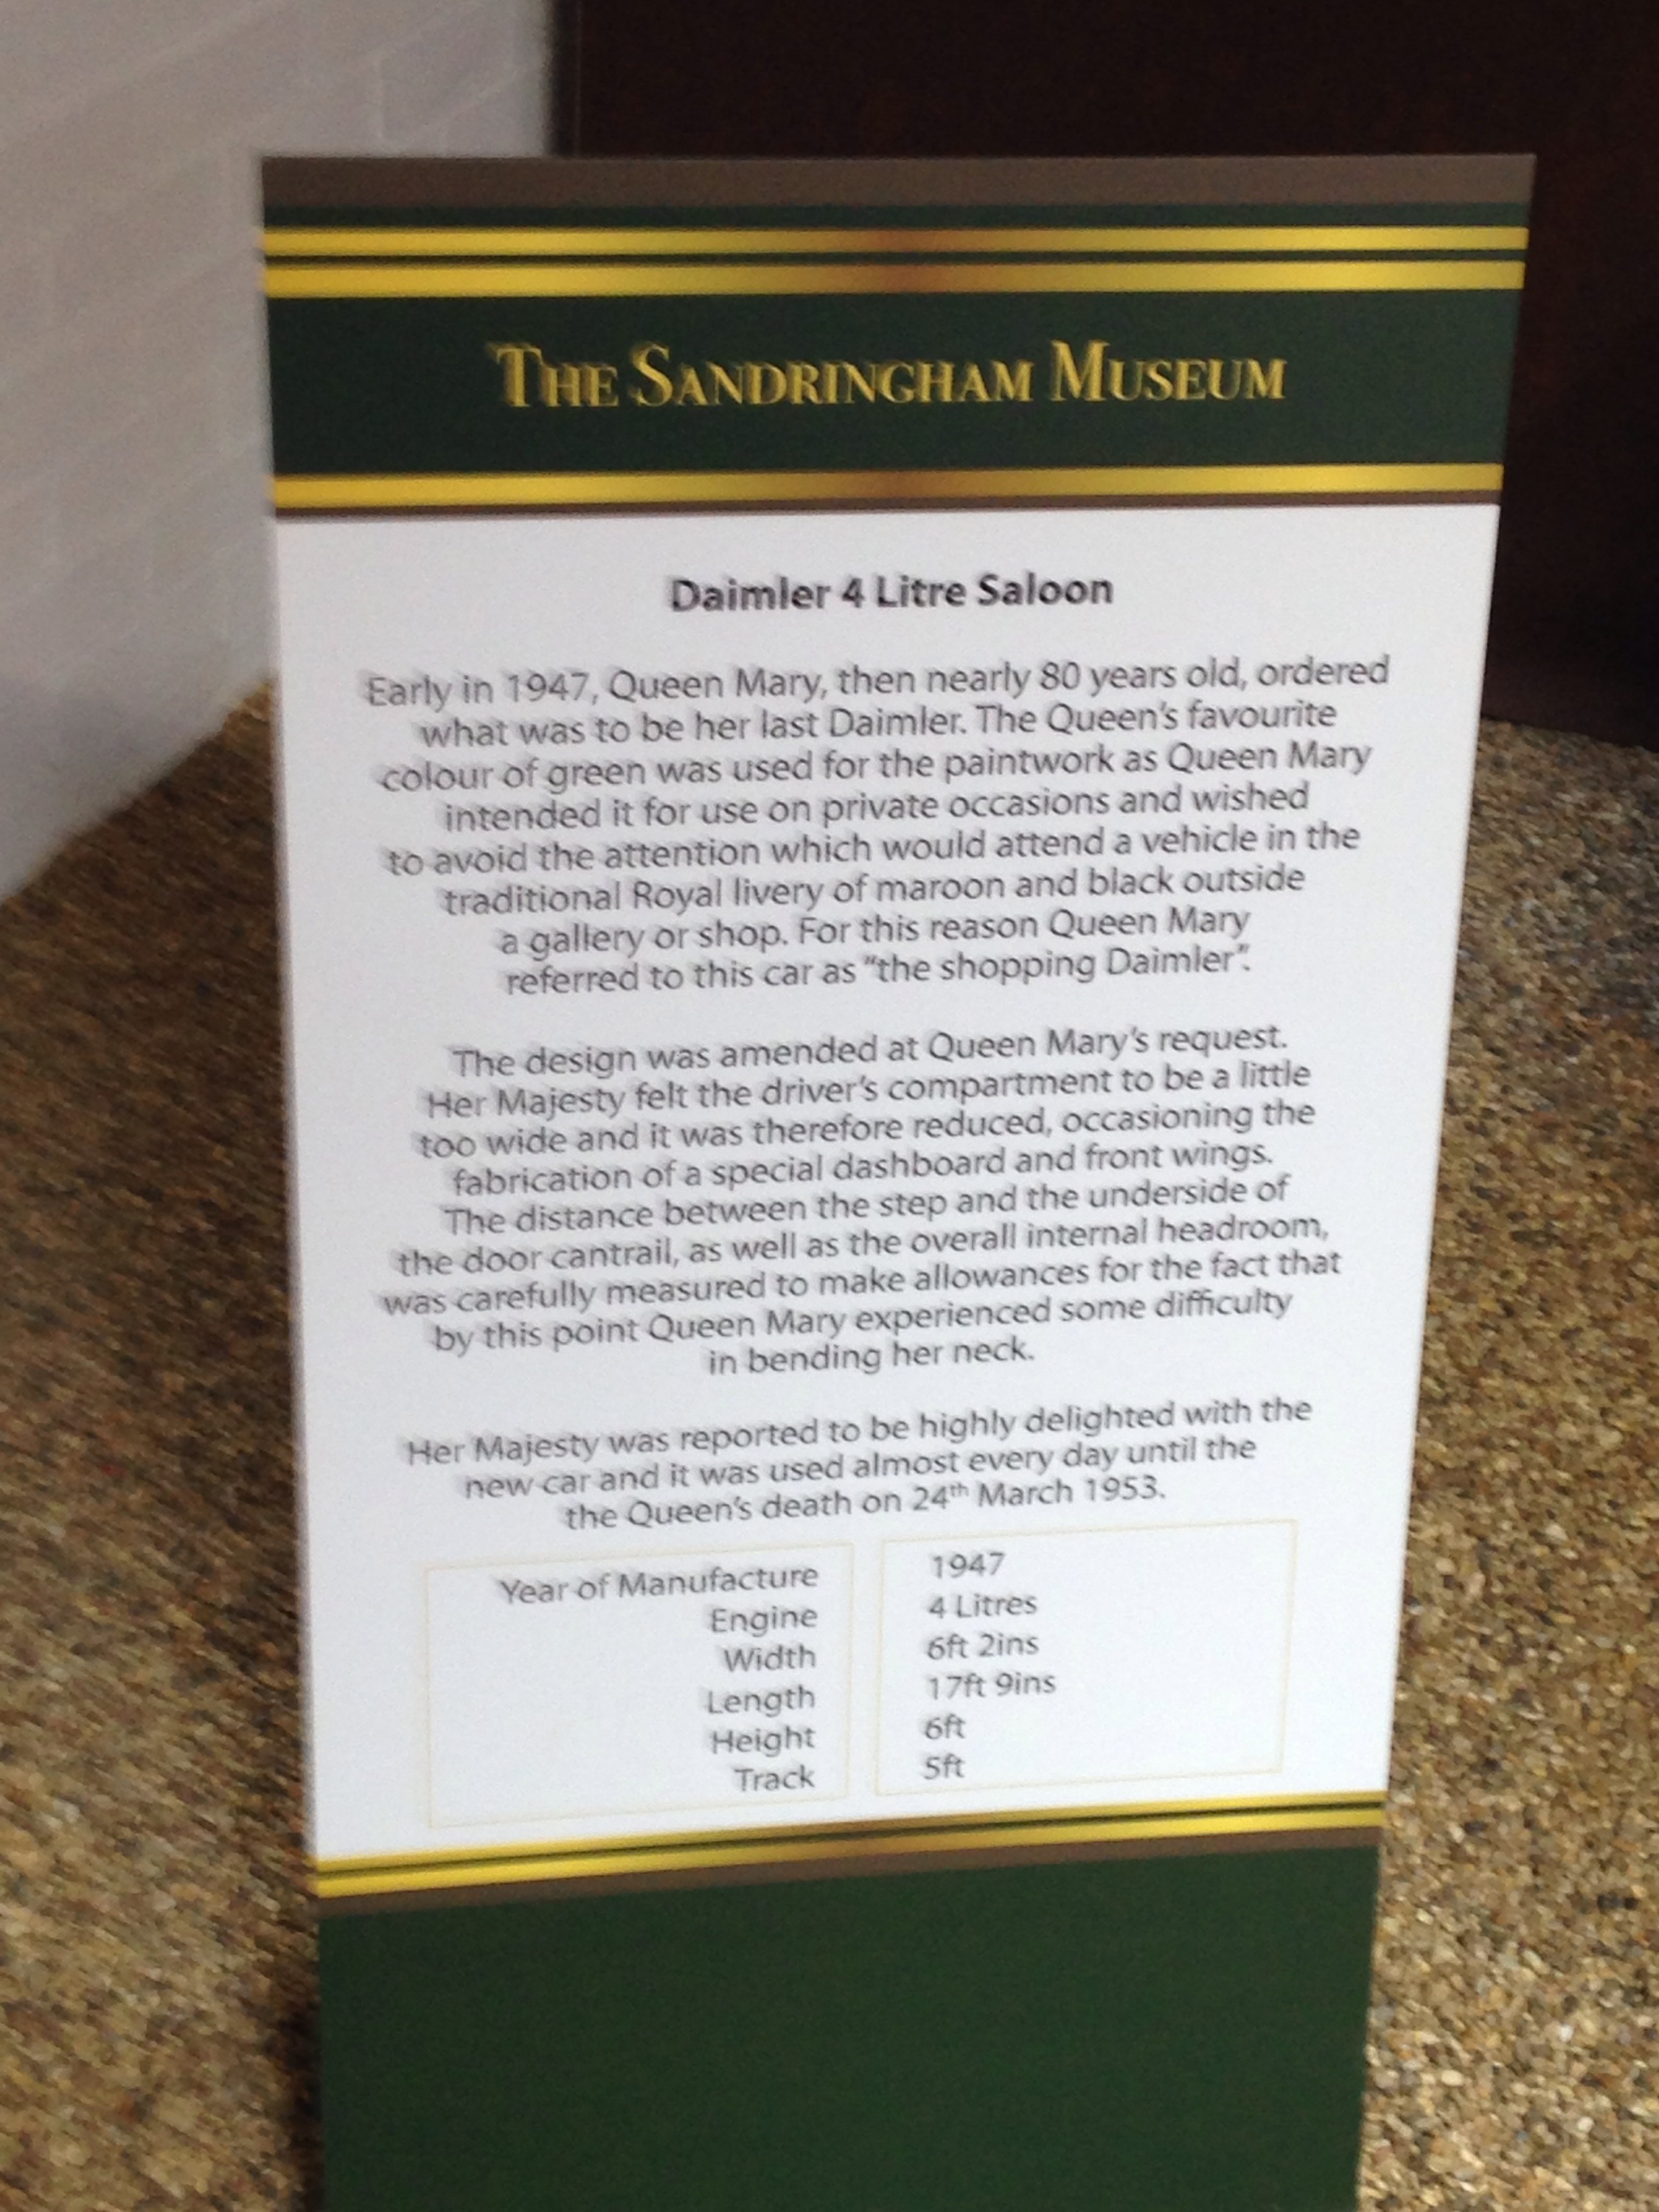 THE SANDRINGHAM MUSEUM
Daimler 4 Litre Saloon
Early in 1947, Queen Mary, then nearly 80 years old, ordered
what was to be her last Daimler. The Queen's favourite
colour of green was used for the paintwork as Queen Mary
intended it for use on private occasions and wished
to avoid the attention which would attend a vehicle in the
traditional Royal livery of maroon and black outside
a gallery or shop. For this reason Queen Mary
referred to this car as "the shopping Daimler".
The design was amended at Queen Mary's request.
Her Majesty felt the driver's compartment to be a little
too wide and it was therefore reduced, occasioning the
fabrication of a special dashboard and front wings.
The distance between the step and the underside of
the door cantrail, as well as the overall internal headroom,
was carefully measured to make allowances for the fact that
by this point Queen Mary experienced some difficulty
in bending her neck.
Her Majesty was reported to be highly delighted with the
new car and it was used almost every day until the
the Queen's death on 24th March 1953.
Year of Manufacture 1947
Engine 4 Litres
Width 6ft 2ins
Length 17ft 9ins
Height 6ft
Track 5ft